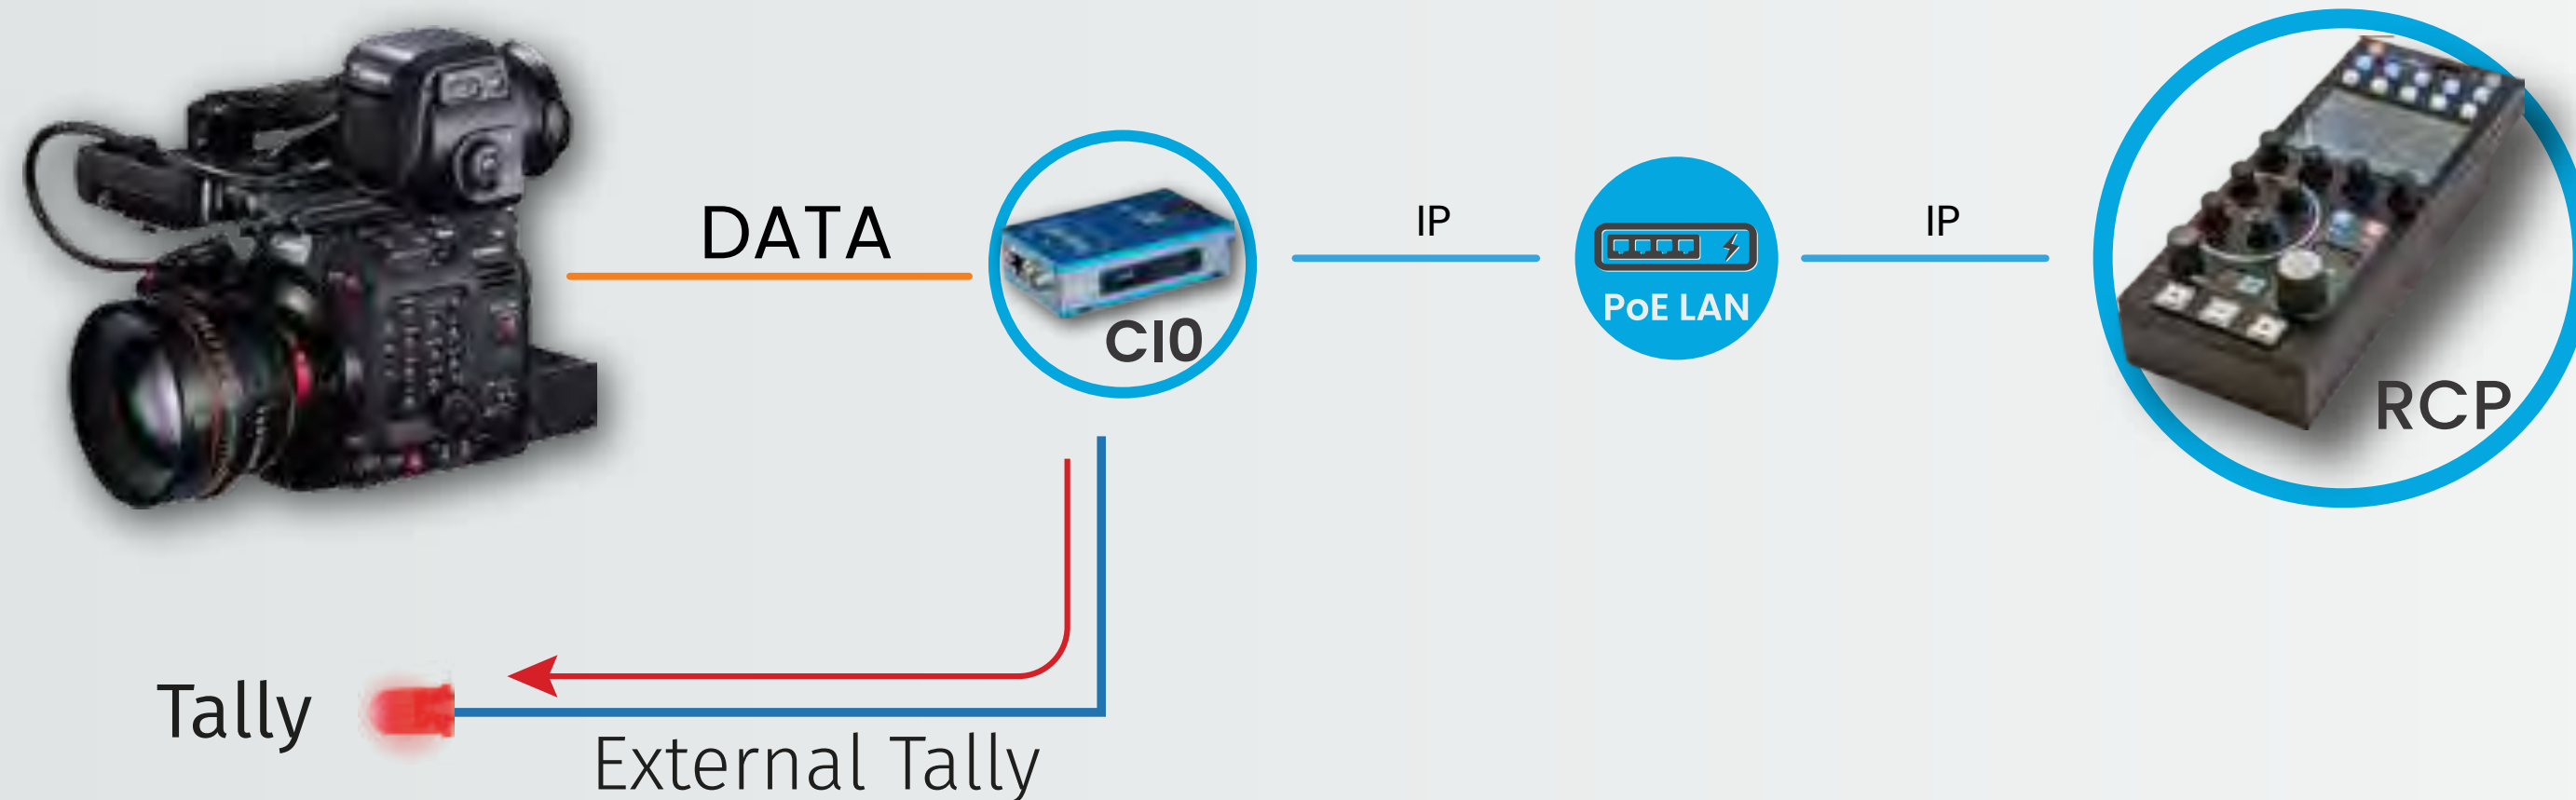 DATA
CI0
IP
PoE LAN
IP
RCP
Tally
External Tally